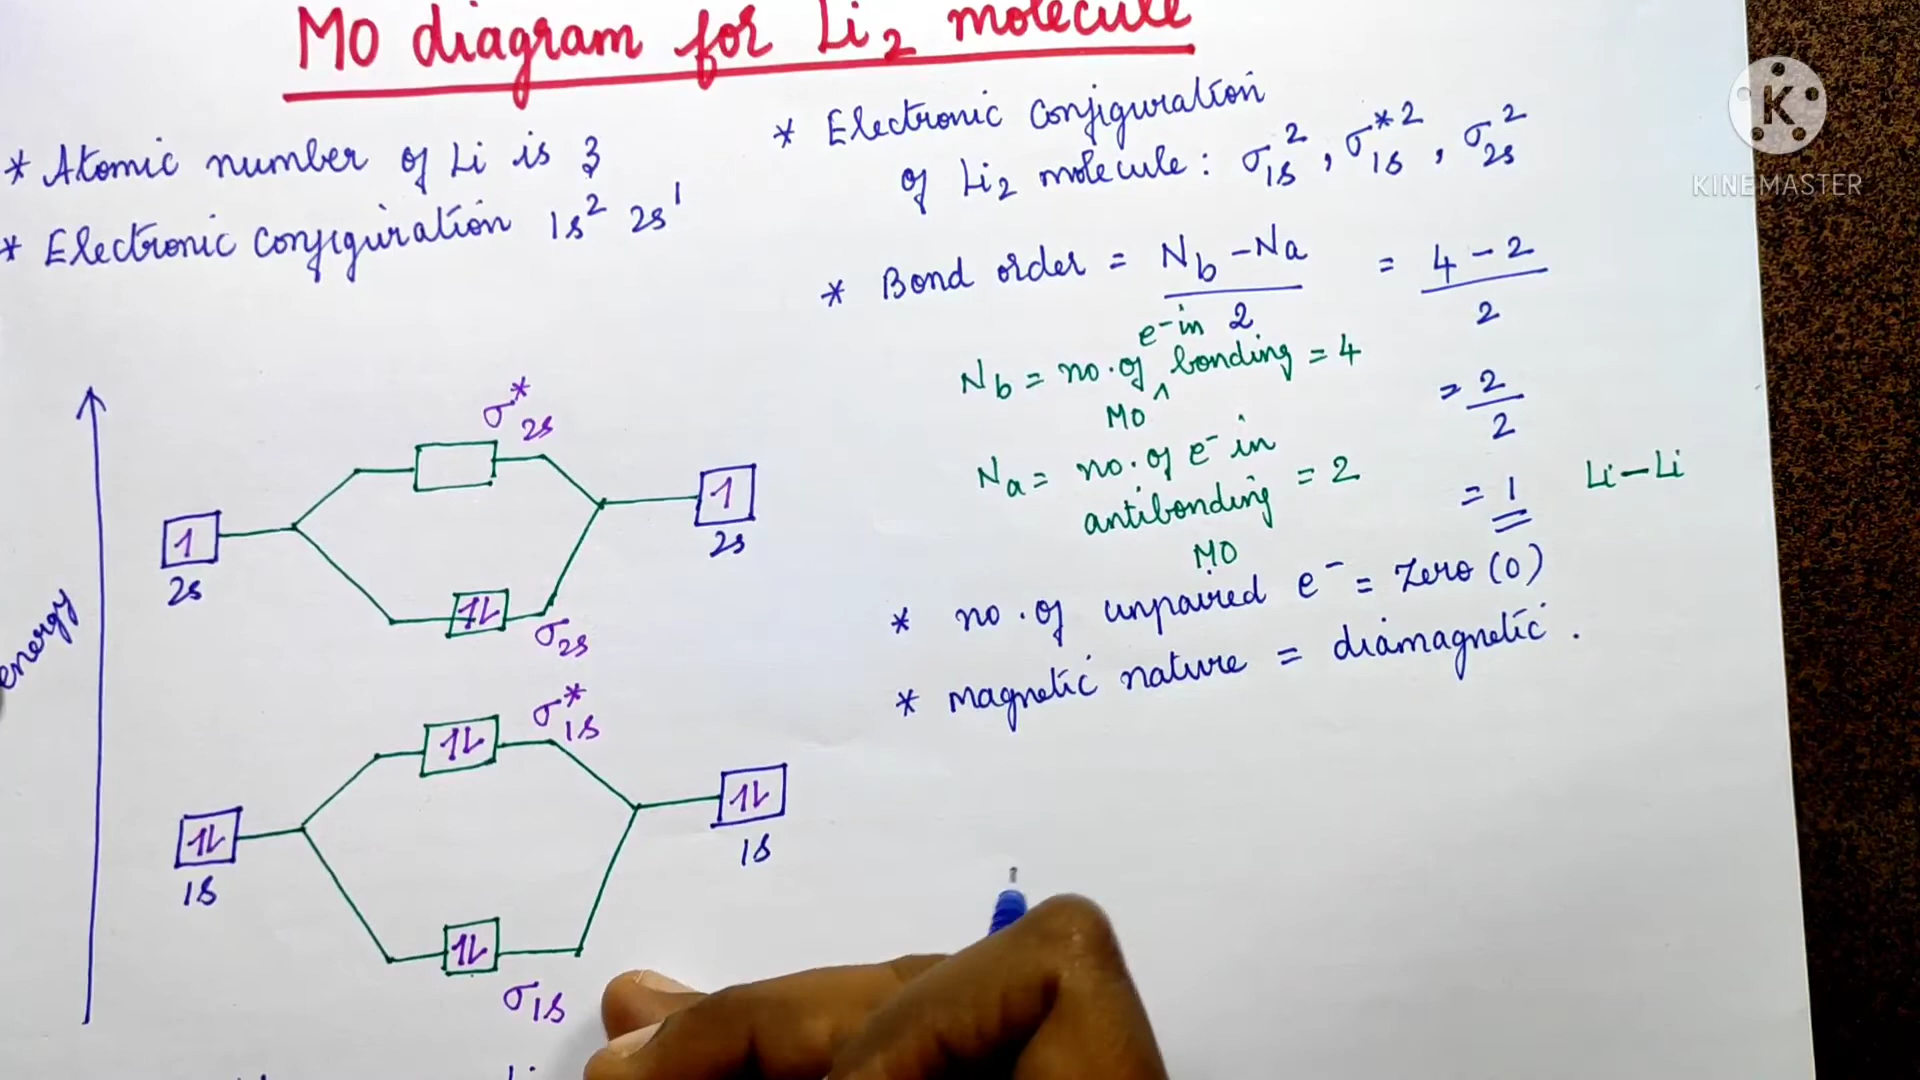 MO diagram for Li₂ molecule
* Atomic number of Li is 3
* Electronic configuration 1s² 2s¹
energy
σ*2s
1
2s
1
2s
1L
σ2s
σ*1s
1L
1L
1s
1L
1s
1L
σ1s
* Electronic configuration
of Li₂ molecule : σ1s², σ*1s², σ2s²
* Bond order = Nb - Na / 2 = 4 - 2 / 2
Nb = no. of e⁻ in bonding = 4
MO
= 2 / 2
Na = no. of e⁻ in
antibonding = 2
MO
= 1 Li-Li
* no. of unpaired e⁻ = zero (0)
* magnetic nature = diamagnetic.
KINEMASTER